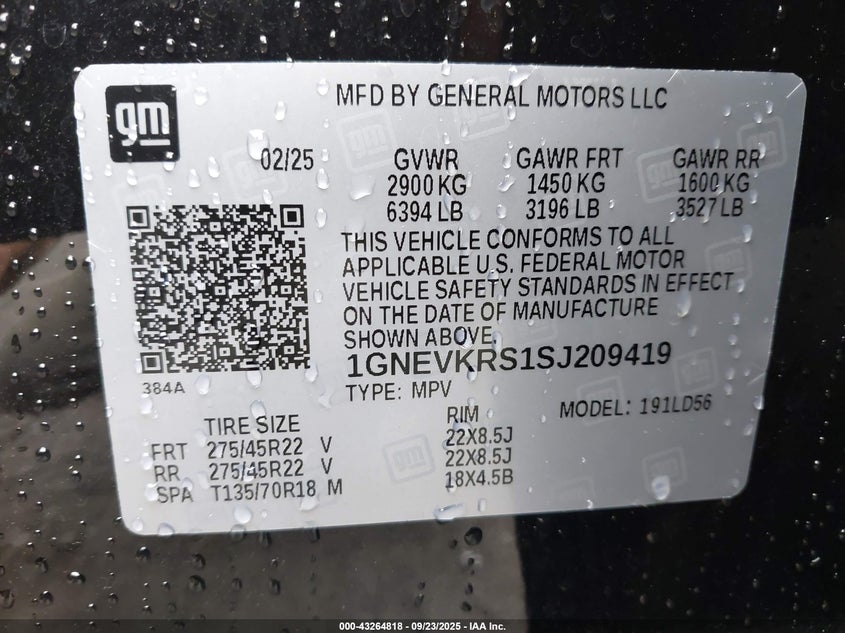 gm
MFD BY GENERAL MOTORS LLC
02/25 GVWR GAWR FRT GAWR RR
2900 KG 1450 KG 1600 KG
6394 LB 3196 LB 3527 LB
THIS VEHICLE CONFORMS TO ALL
APPLICABLE U.S. FEDERAL MOTOR
VEHICLE SAFETY STANDARDS IN EFFECT
ON THE DATE OF MANUFACTURE
SHOWN ABOVE.
1GNEVKRS1SJ209419
384A
TYPE: MPV
MODEL: 191LD56
TIRE SIZE RIM
FRT 275/45R22 V 22X8.5J
RR 275/45R22 V 22X8.5J
SPA T135/70R18 M 18X4.5B
000-43264818 - 09/23/2025 - IAA Inc.